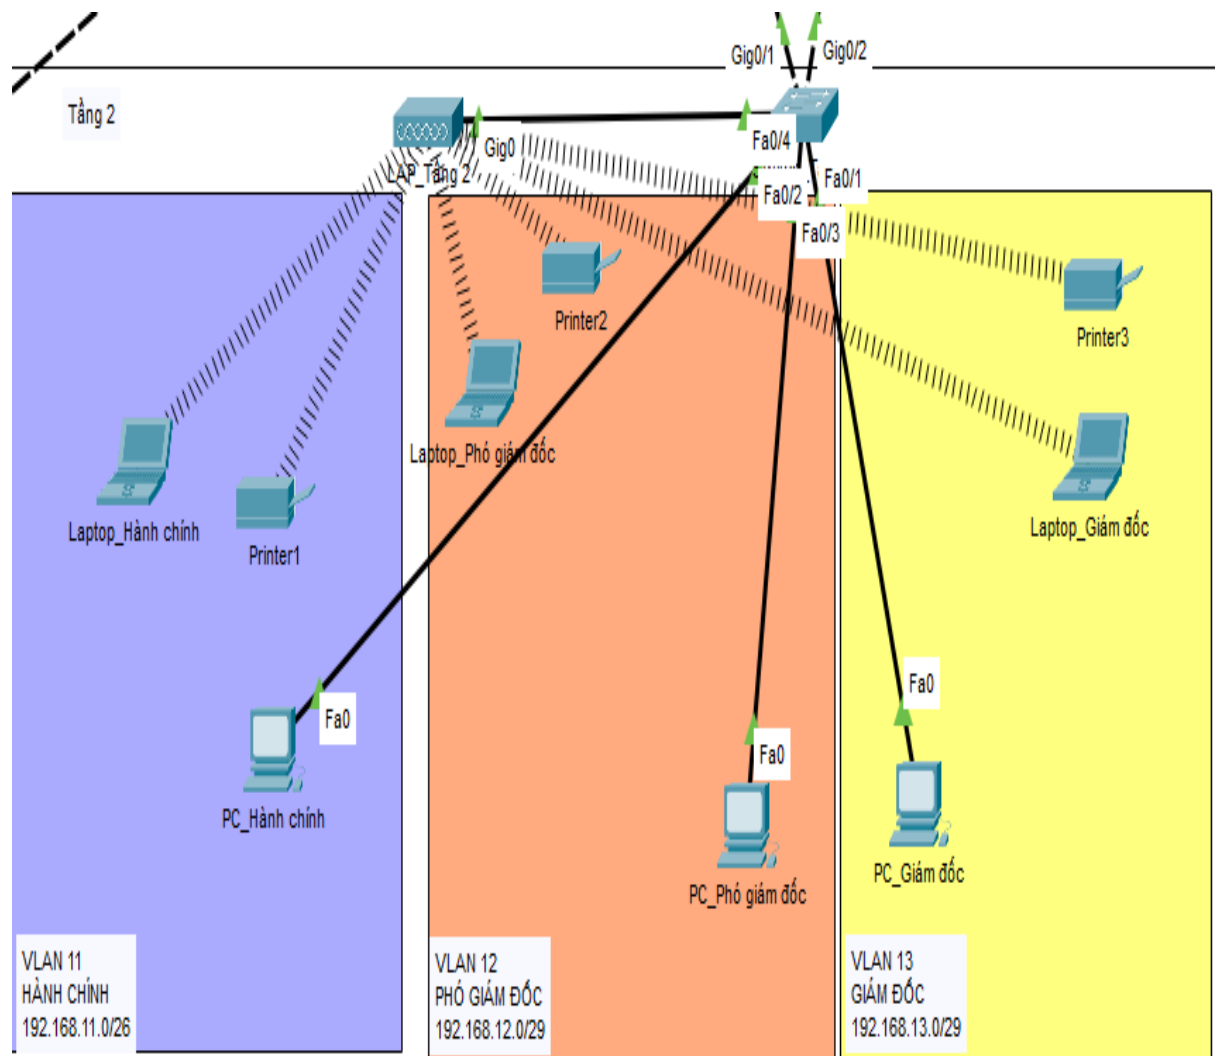 Gig0/1
Gig0/2
Tầng 2
Gig0
Fa0/4
LAP_Tầng 2
Fa0/2
Fa0/1
Fa0/3
Printer2
Printer3
Laptop_Phó giám đốc
Laptop_Hành chính
Printer1
Laptop_Giám đốc
Fa0
Fa0
Fa0
PC_Hành chính
PC_Phó giám đốc
PC_Giám đốc
VLAN 11
HÀNH CHÍNH
192.168.11.0/26
VLAN 12
PHÓ GIÁM ĐỐC
192.168.12.0/29
VLAN 13
GIÁM ĐỐC
192.168.13.0/29